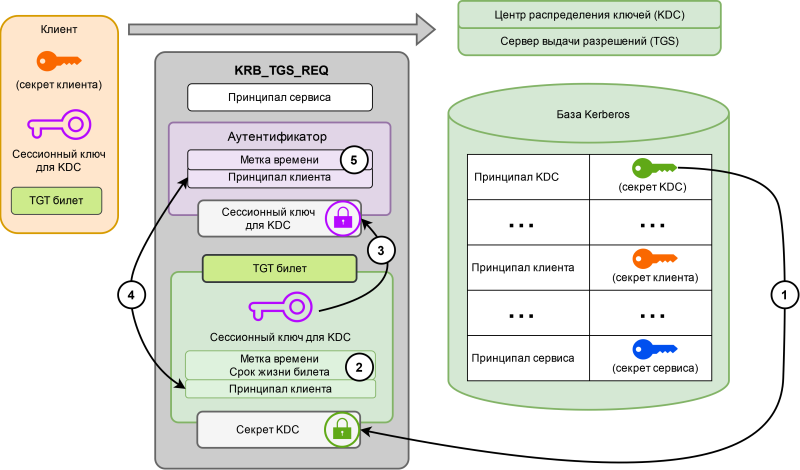 Клиент
(секрет клиента)
Сессионный ключ
для KDC
TGT билет
KRB_TGS_REQ
Принципал сервиса
Аутентификатор
Метка времени
5
Принципал клиента
Сессионный ключ
для KDC
3
TGT билет
4
Сессионный ключ для KDC
Метка времени
Срок жизни билета
2
Принципал клиента
Секрет KDC
Центр распределения ключей (KDC)
Сервер выдачи разрешений (TGS)
База Kerberos
Принципал KDC
(секрет KDC)
...
...
Принципал клиента
(секрет клиента)
...
...
Принципал сервиса
(секрет сервиса)
1